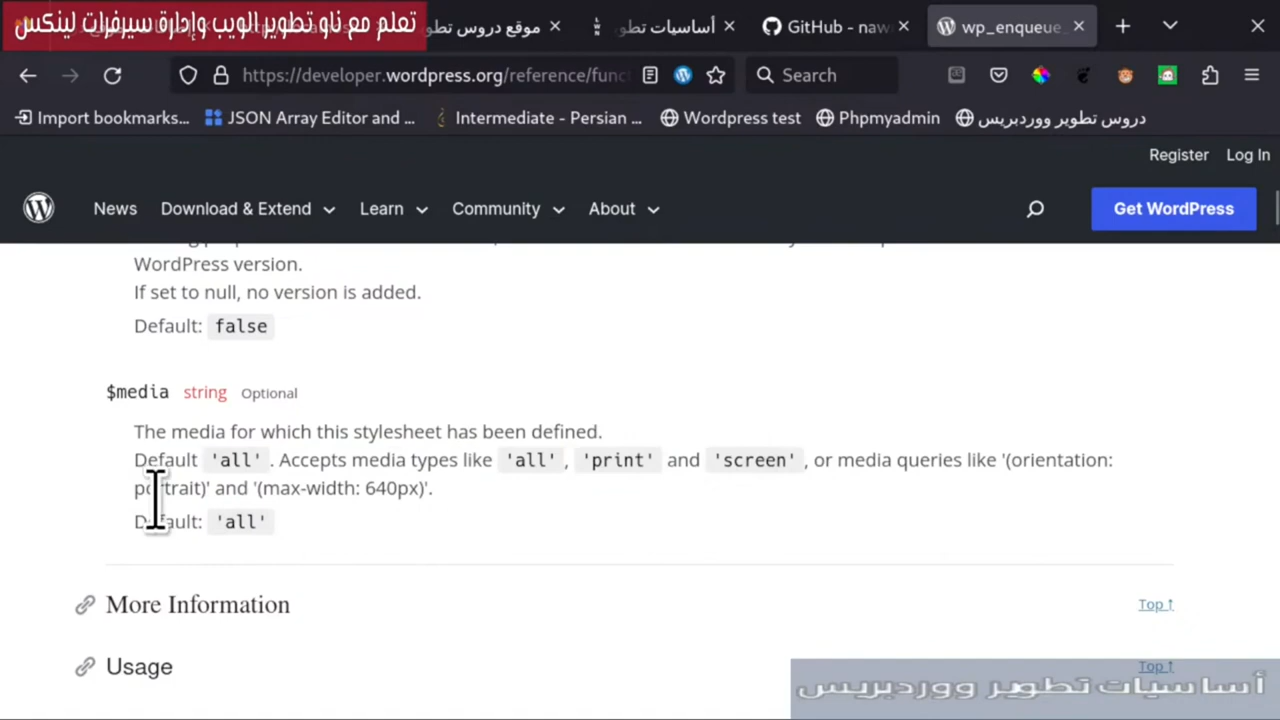 تعلم مع ناو تطوير الويب وإدارة سيرفرات لينكس
موقع دروس تطو
أساسيات تطو
GitHub - naw
wp_enqueue_
https://developer.wordpress.org/reference/func
Search
Import bookmarks...
JSON Array Editor and ...
Intermediate - Persian ...
Wordpress test
Phpmyadmin
دروس تطوير ووردبريس
Register
Log In
News
Download & Extend
Learn
Community
About
Get WordPress
WordPress version.
If set to null, no version is added.
Default: false
$media string Optional
The media for which this stylesheet has been defined.
Default 'all'. Accepts media types like 'all', 'print' and 'screen', or media queries like '(orientation:
portrait)' and '(max-width: 640px)'.
Default: 'all'
More Information
Top ↑
Usage
Top ↑
أساسيات تطوير ووردبريس